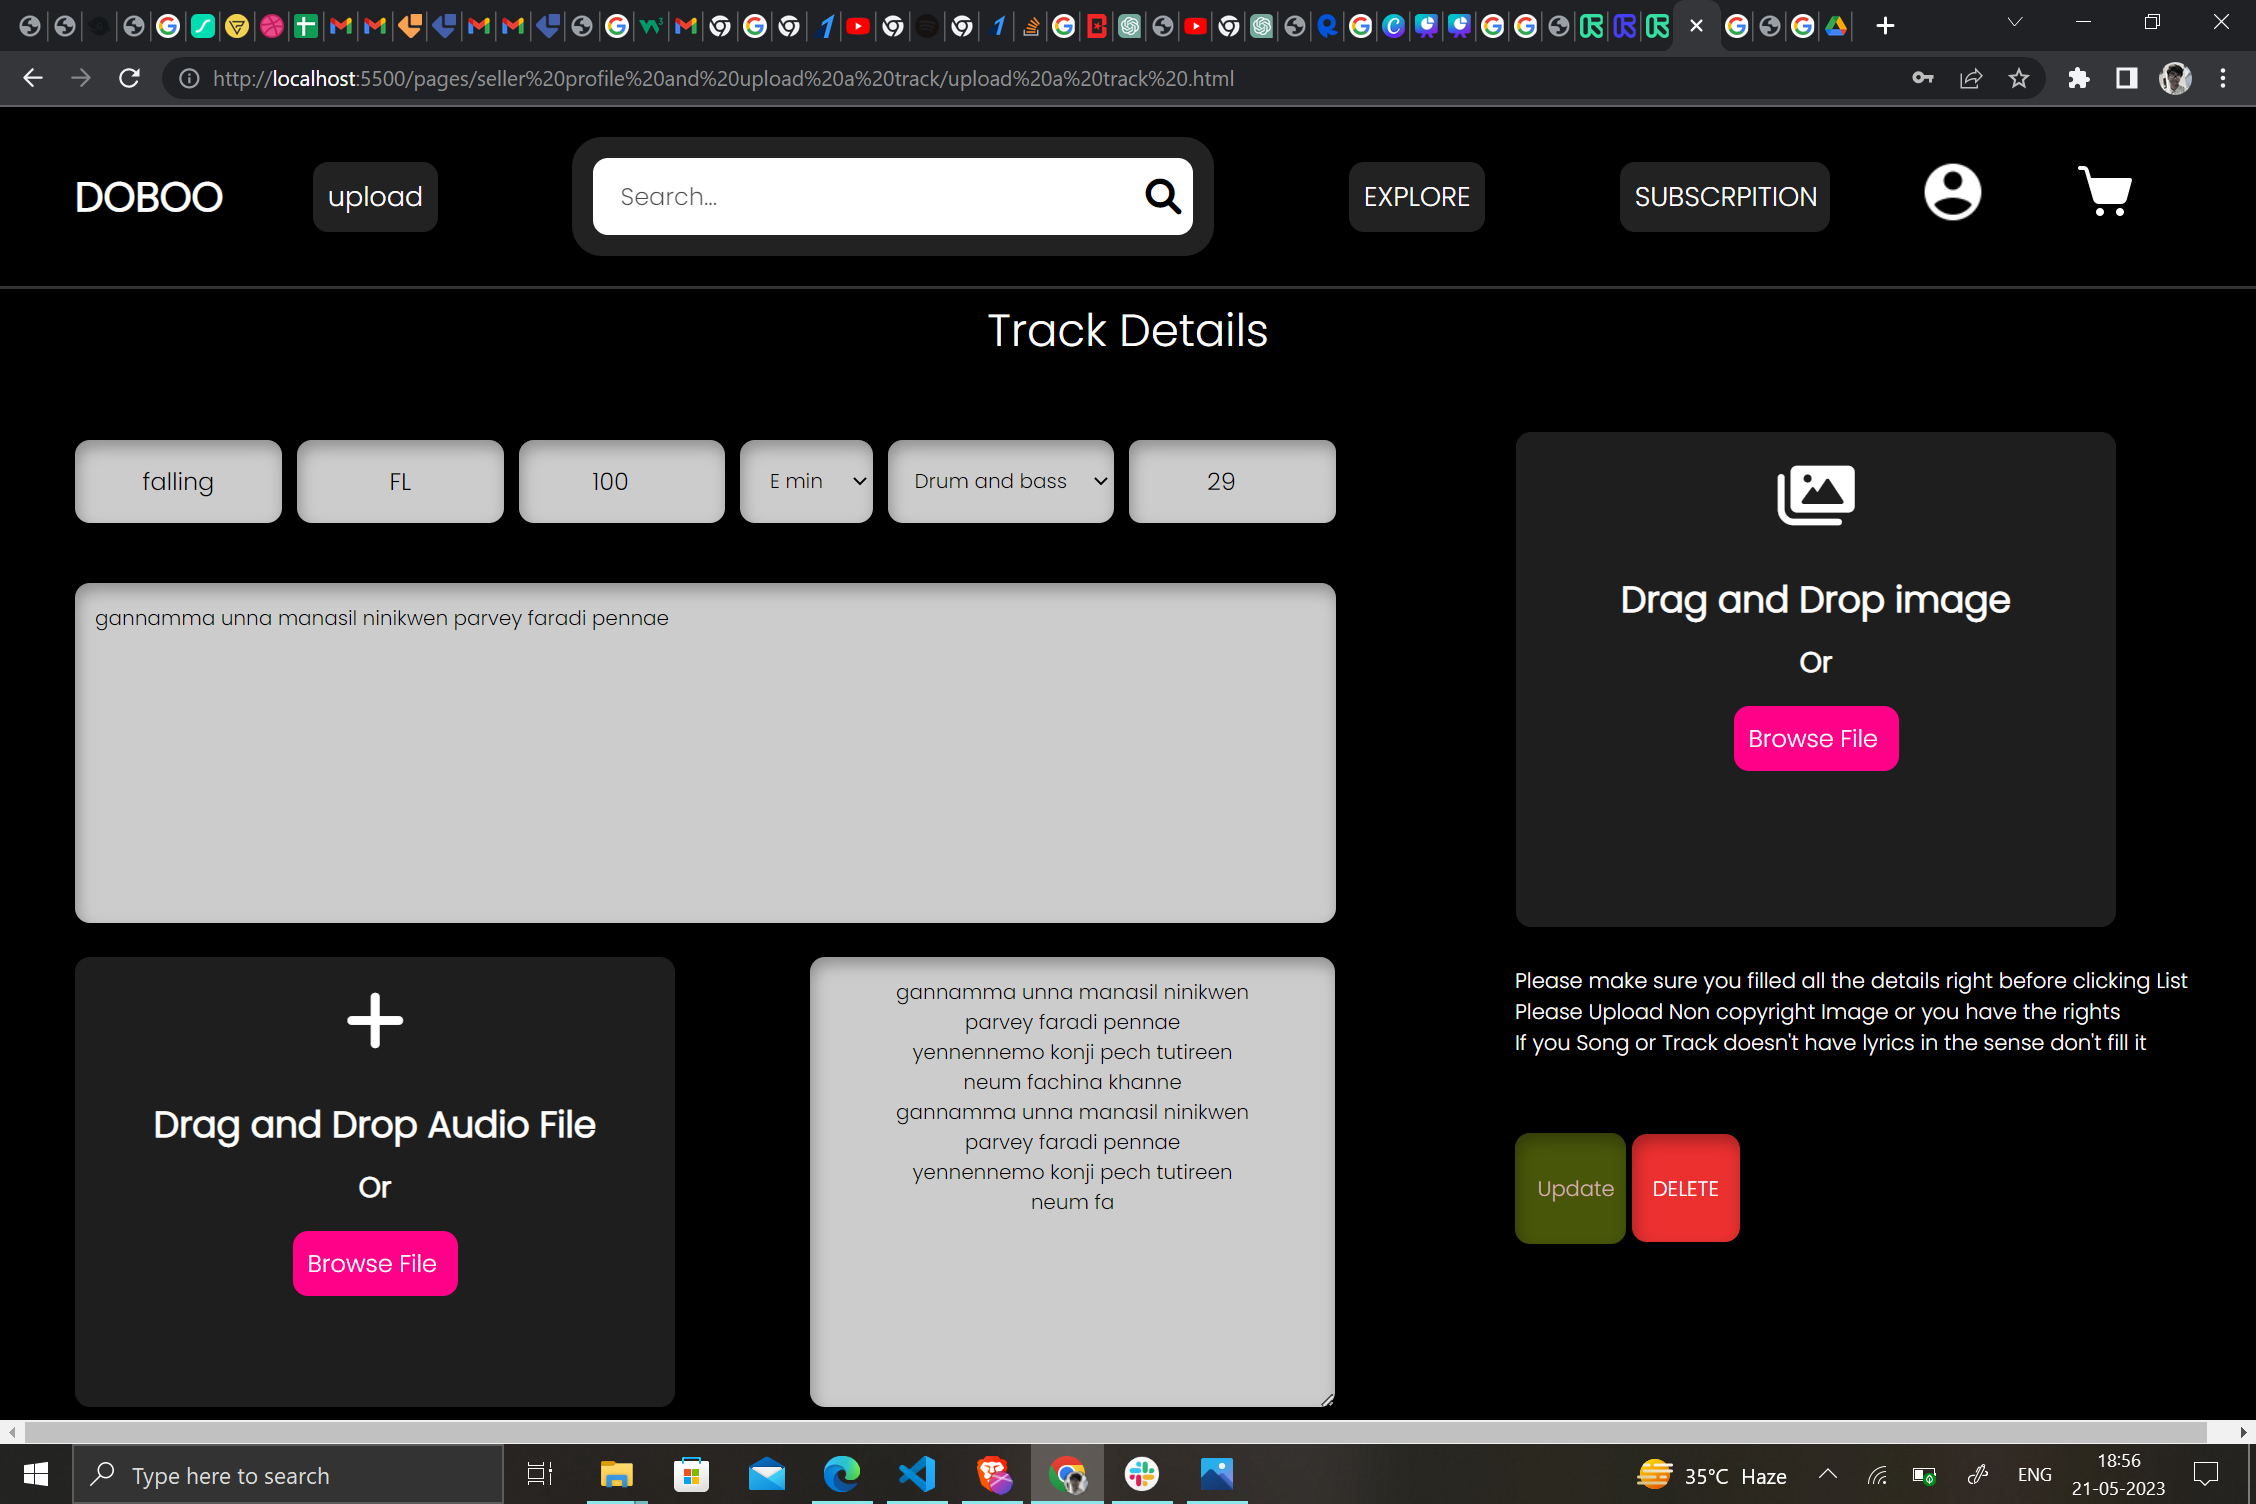 http://localhost:5500/pages/seller%20profile%20and%20upload%20a%20track/upload%20a%20track%20.html
DOBOO
upload
Search...
EXPLORE
SUBSCRPITION
Track Details
falling
FL
100
E min
Drum and bass
29
gannamma unna manasil ninikwen parvey faradi pennae
Drag and Drop image
Or
Browse File
Drag and Drop Audio File
Or
Browse File
gannamma unna manasil ninikwen
parvey faradi pennae
yennennemo konji pech tutireen
neum fachina khanne
gannamma unna manasil ninikwen
parvey faradi pennae
yennennemo konji pech tutireen
neum fa
Please make sure you filled all the details right before clicking List
Please Upload Non copyright Image or you have the rights
If you Song or Track doesn't have lyrics in the sense don't fill it
Update
DELETE
Type here to search
35°C Haze
ENG
18:56
21-05-2023